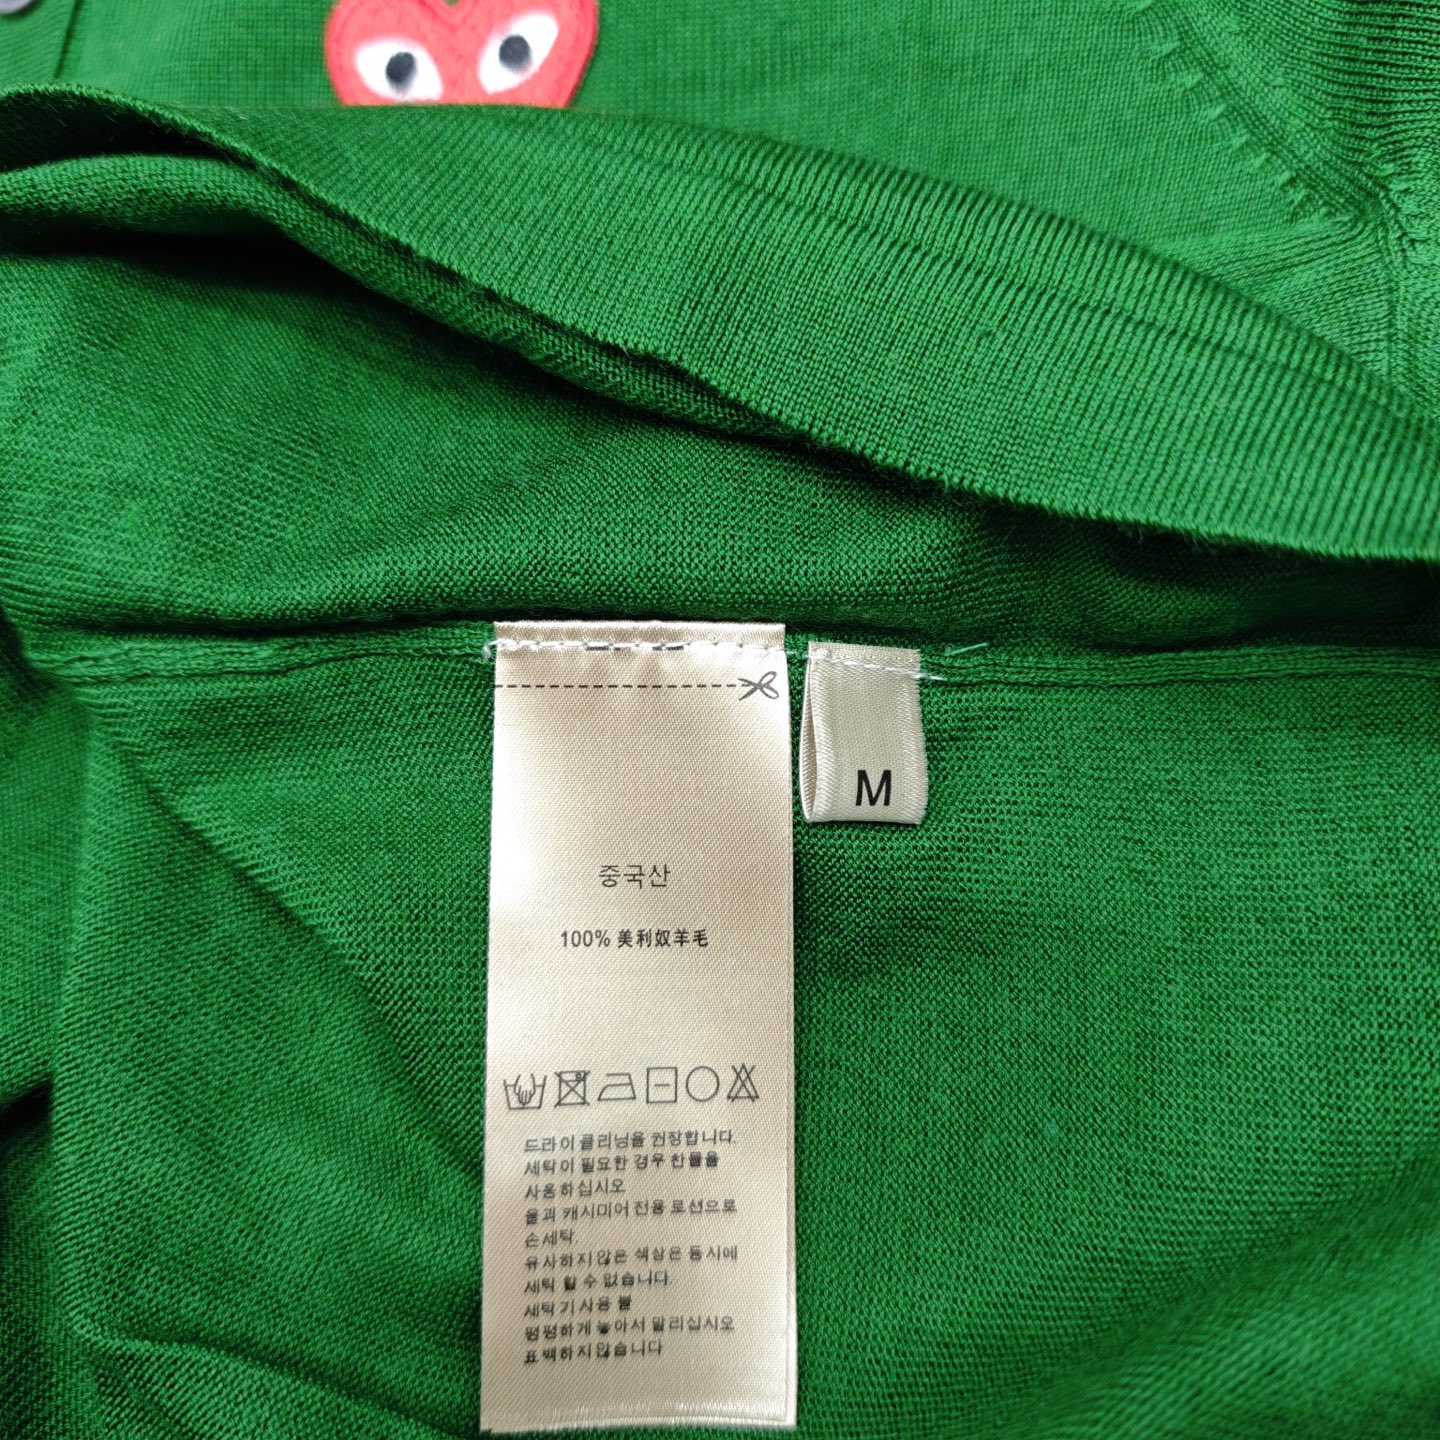 M
중국산
100% 美利奴羊毛
드라이클리닝을 권장합니다.
세탁이 필요한 경우 찬물을
사용하십시오
울괴 캐시미어 전용 로션으로
손세탁.
유사하지않은 색상은 동시에
세틱 할 수 없습니다.
세탁기사용 불
평평하게 놓아서 말리십시오
표백하지않습니다